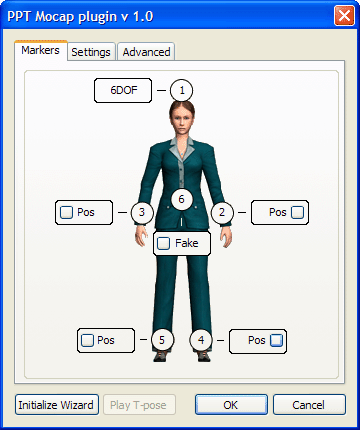 PPT Mocap plugin v 1.0
Markers Settings Advanced
6DOF 1
6
Pos 3 2 Pos
Fake
Pos 5 4 Pos
Initialize Wizard Play T-pose OK Cancel